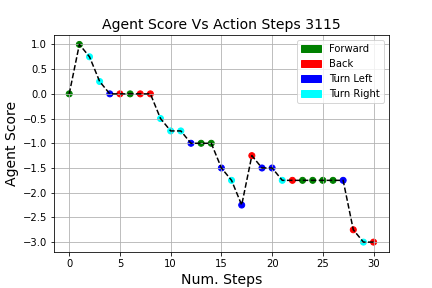 Agent Score Vs Action Steps 3115
Agent Score
1.0
0.5
0.0
−0.5
−1.0
−1.5
−2.0
−2.5
−3.0
Forward
Back
Turn Left
Turn Right
0 5 10 15 20 25 30
Num. Steps